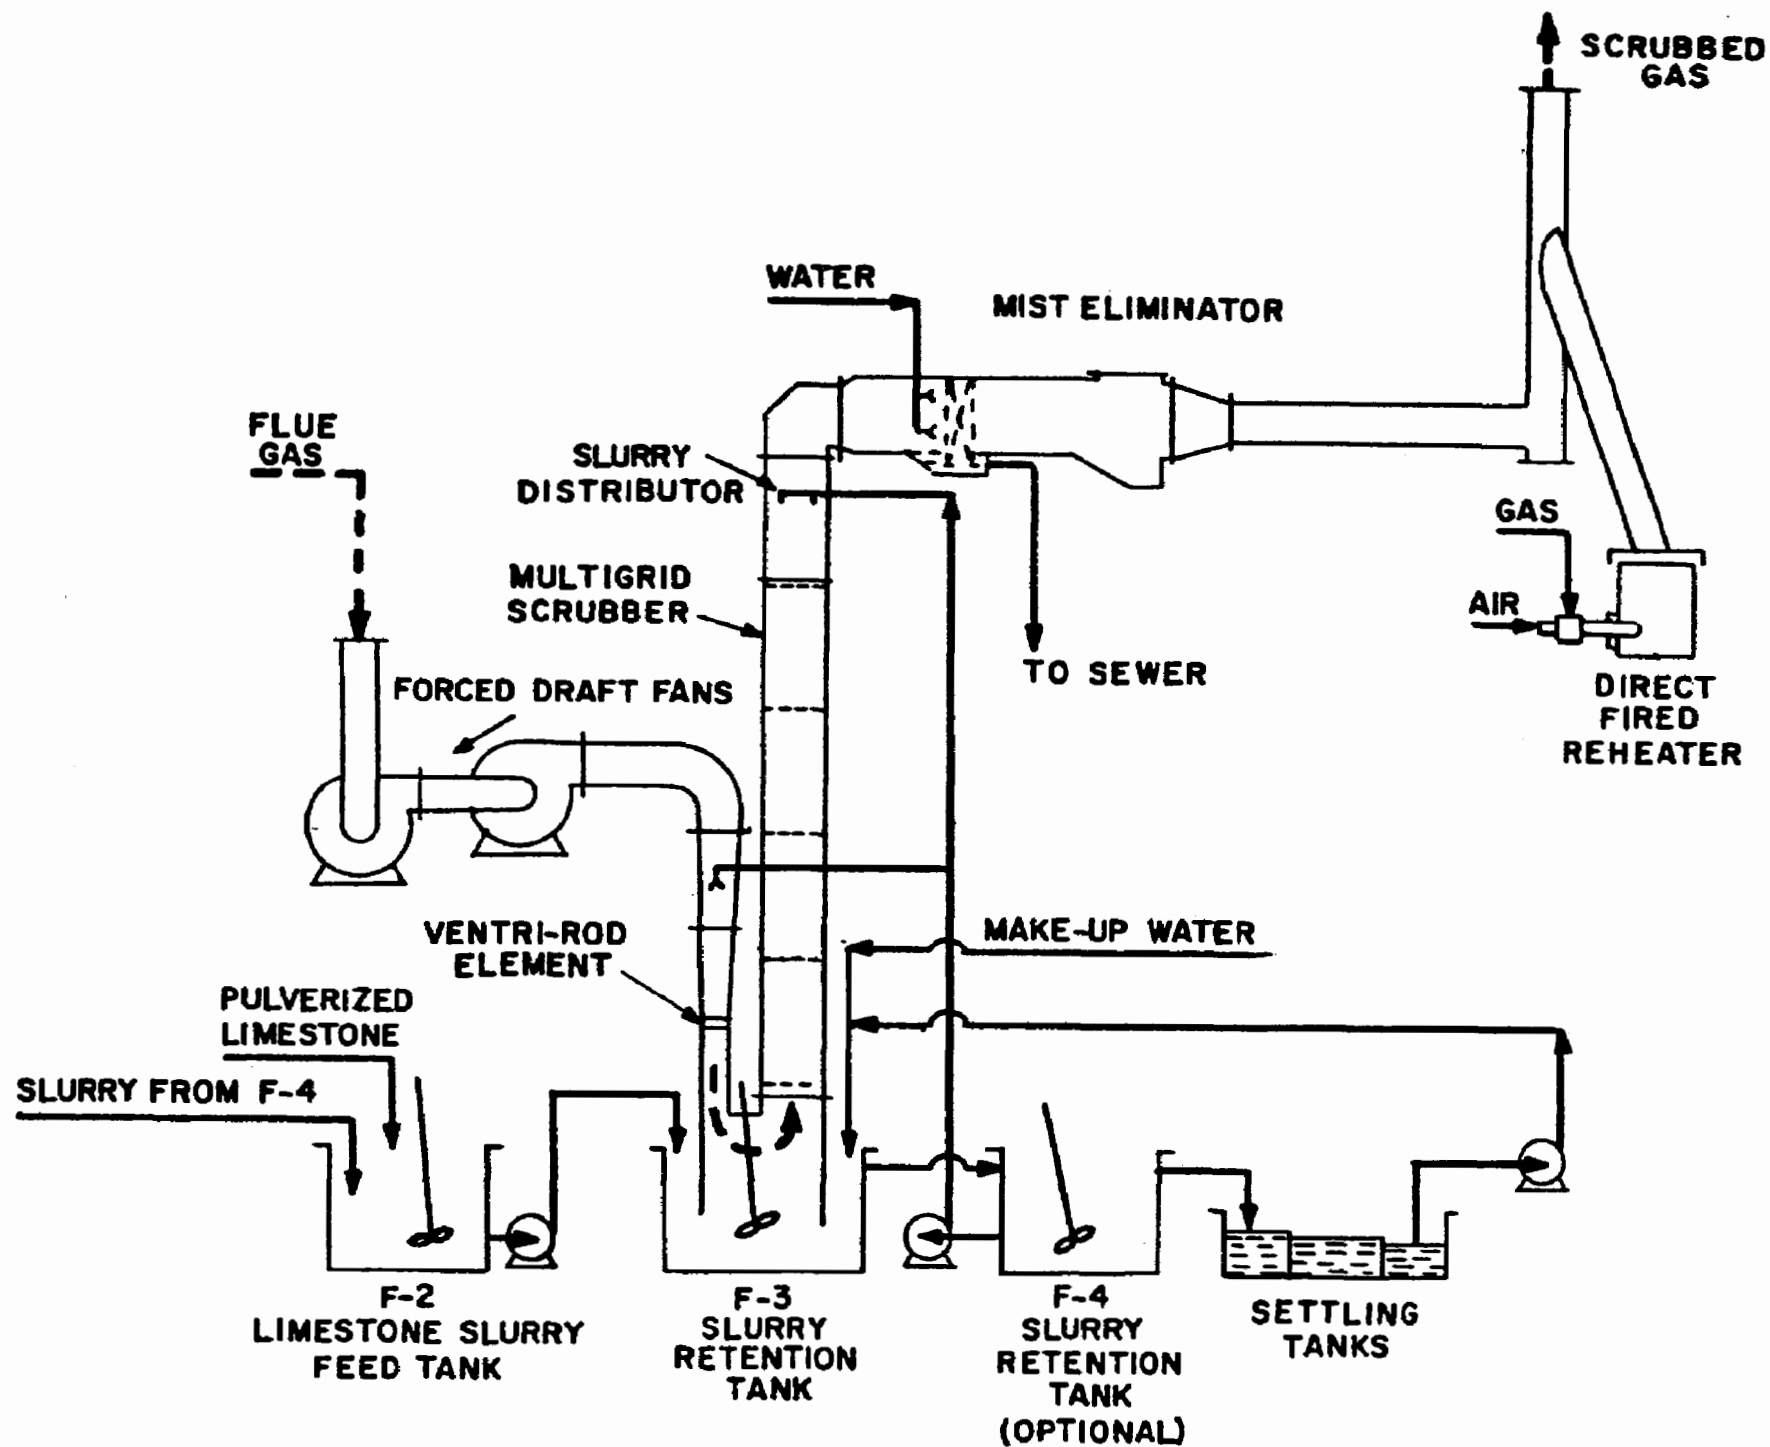 SCRUBBED
GAS
WATER
MIST ELIMINATOR
FLUE
GAS
SLURRY
DISTRIBUTOR
GAS
MULTIGRID
SCRUBBER
AIR
TO SEWER
FORCED DRAFT FANS
DIRECT
FIRED
REHEATER
VENTRI-ROD
ELEMENT
MAKE-UP WATER
PULVERIZED
LIMESTONE
SLURRY FROM F-4
F-2
LIMESTONE SLURRY
FEED TANK
F-3
SLURRY
RETENTION
TANK
F-4
SLURRY
RETENTION
TANK
(OPTIONAL)
SETTLING
TANKS